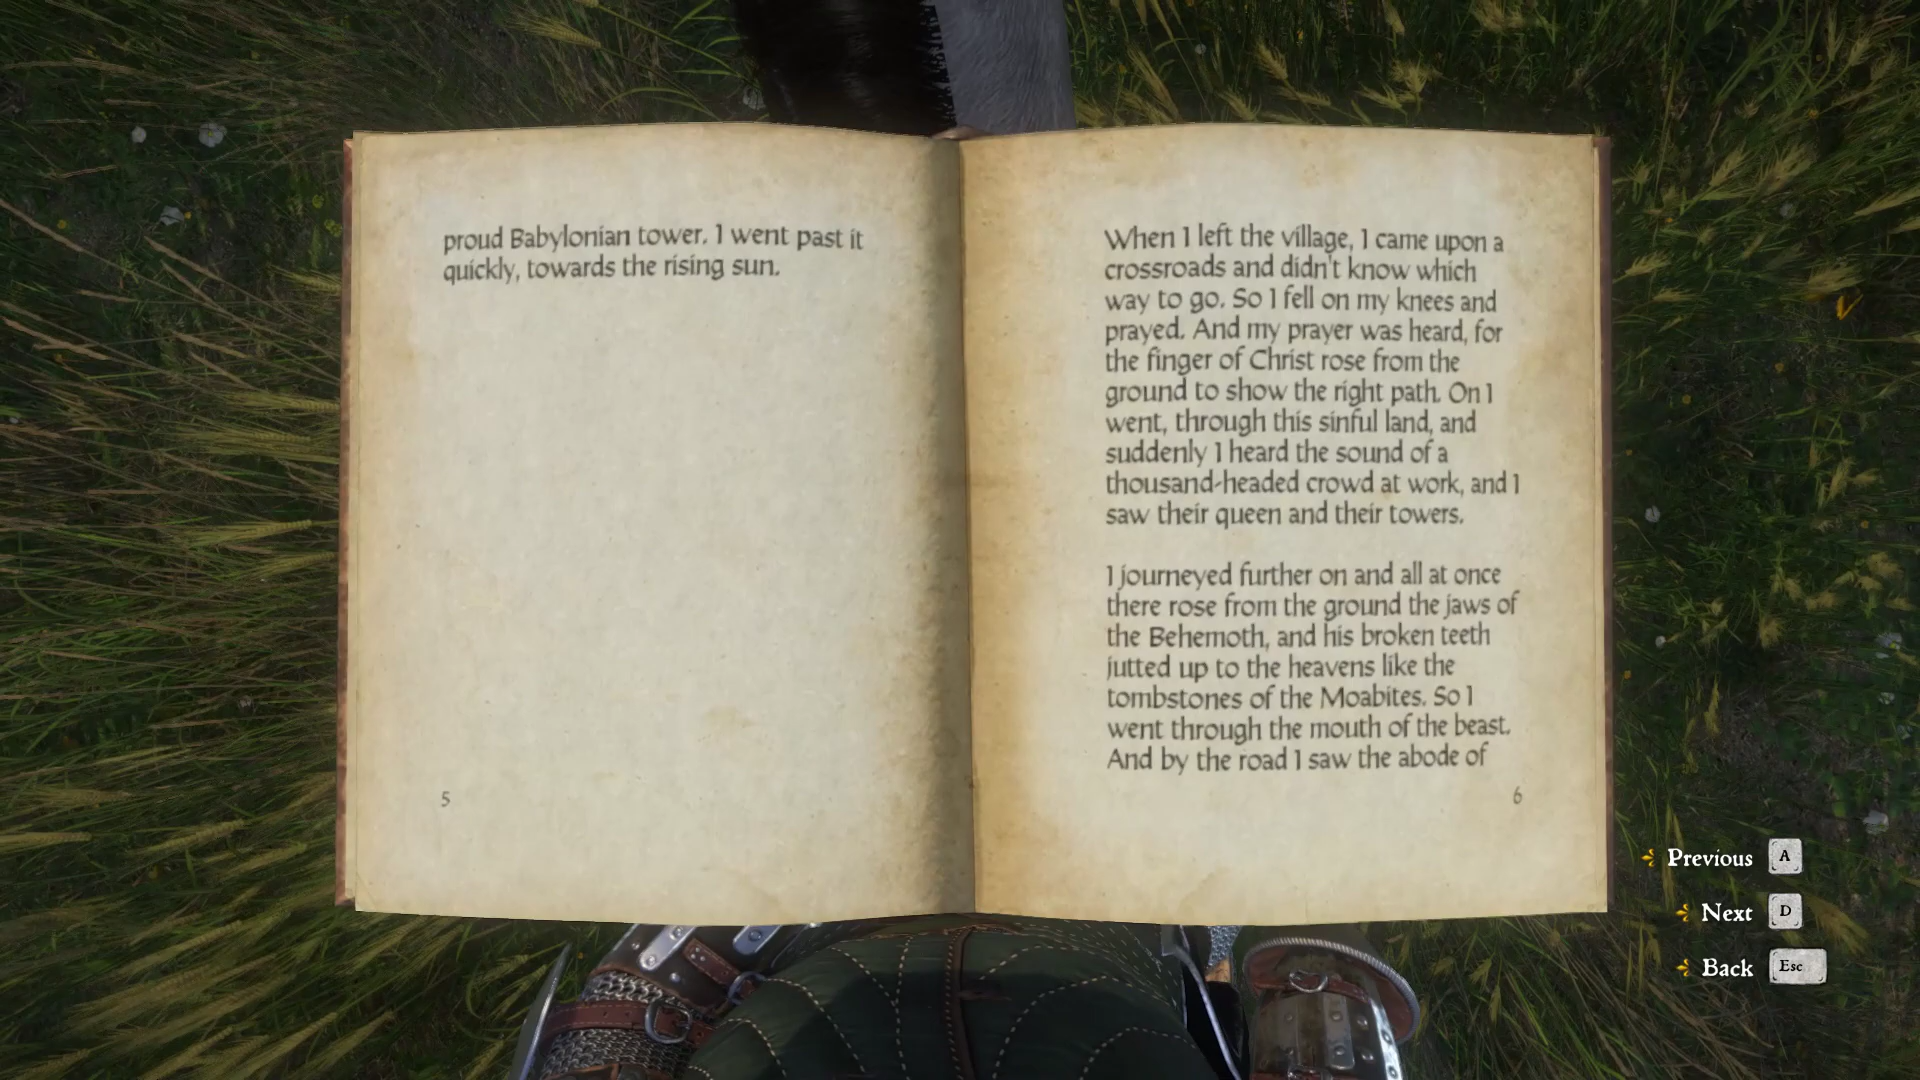 proud Babylonian tower. I went past it
quickly, towards the rising sun.
5
When I left the village, I came upon a
crossroads and didn't know which
way to go. So I fell on my knees and
prayed. And my prayer was heard, for
the finger of Christ rose from the
ground to show the right path. On I
went, through this sinful land, and
suddenly I heard the sound of a
thousand-headed crowd at work, and I
saw their queen and their towers.
I journeyed further on and all at once
there rose from the ground the jaws of
the Behemoth, and his broken teeth
jutted up to the heavens like the
tombstones of the Moabites. So I
went through the mouth of the beast.
And by the road I saw the abode of
6
Previous A
Next D
Back Esc